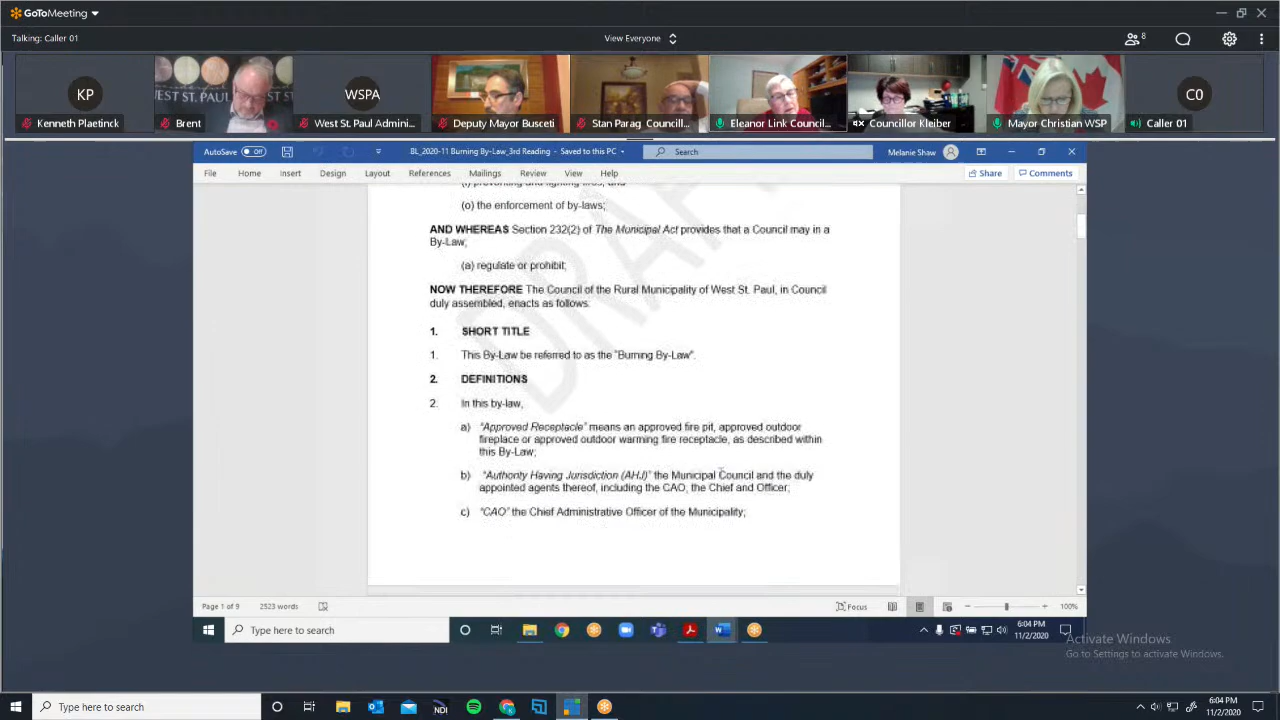 GoToMeeting
Talking: Caller 01
View Everyone
8
KP
WEST ST. PAUL
WSPA
C0
Kenneth Plaetinck
Brent
West St. Paul Admini...
Deputy Mayor Busceti
Stan Parag_Councill...
Eleanor Link Council...
Councillor Kleiber
Mayor Christian WSP
Caller 01
AutoSave Off
BL_2020-11 Burning By-Law_3rd Reading - Saved to this PC
Search
Melanie Shaw
File Home Insert Draw Design Layout References Mailings Review View Help
Share
Comments
(o) the enforcement of by-laws;
AND WHEREAS Section 232(2) of The Municipal Act provides that a Council may in a
By-Law;
(a) regulate or prohibit;
NOW THEREFORE The Council of the Rural Municipality of West St. Paul, in Council
duly assembled, enacts as follows:
1. SHORT TITLE
1. This By-Law be referred to as the "Burning By-Law".
2. DEFINITIONS
2. In this by-law,
a) "Approved Receptacle" means an approved fire pit, approved outdoor
fireplace or approved outdoor warming fire receptacle, as described within
this By-Law;
b) "Authority Having Jurisdiction (AHJ)" the Municipal Council and the duly
appointed agents thereof, including the CAO, the Chief and Officer;
c) "CAO" the Chief Administrative Officer of the Municipality;
DRAFT
Page 1 of 9
2523 words
Focus
100%
Type here to search
6:04 PM
11/2/2020
Activate Windows
Go to Settings to activate Windows.
Type here to search
NDI
6:04 PM
11/2/2020